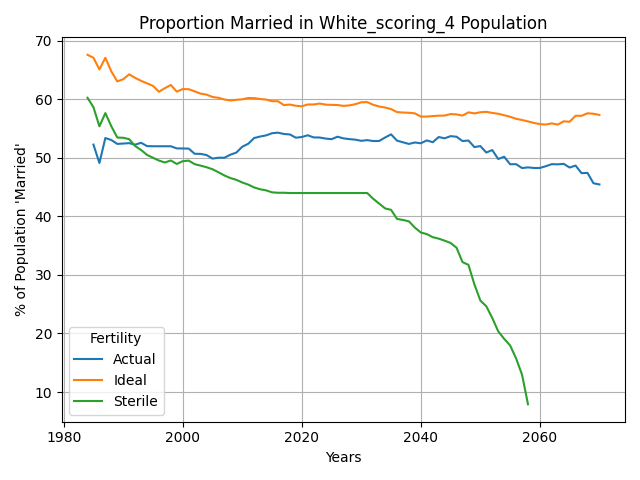 Proportion Married in White_scoring_4 Population
% of Population 'Married'
70
60
50
40
30
20
10
Fertility
Actual
Ideal
Sterile
1980
2000
2020
2040
2060
Years